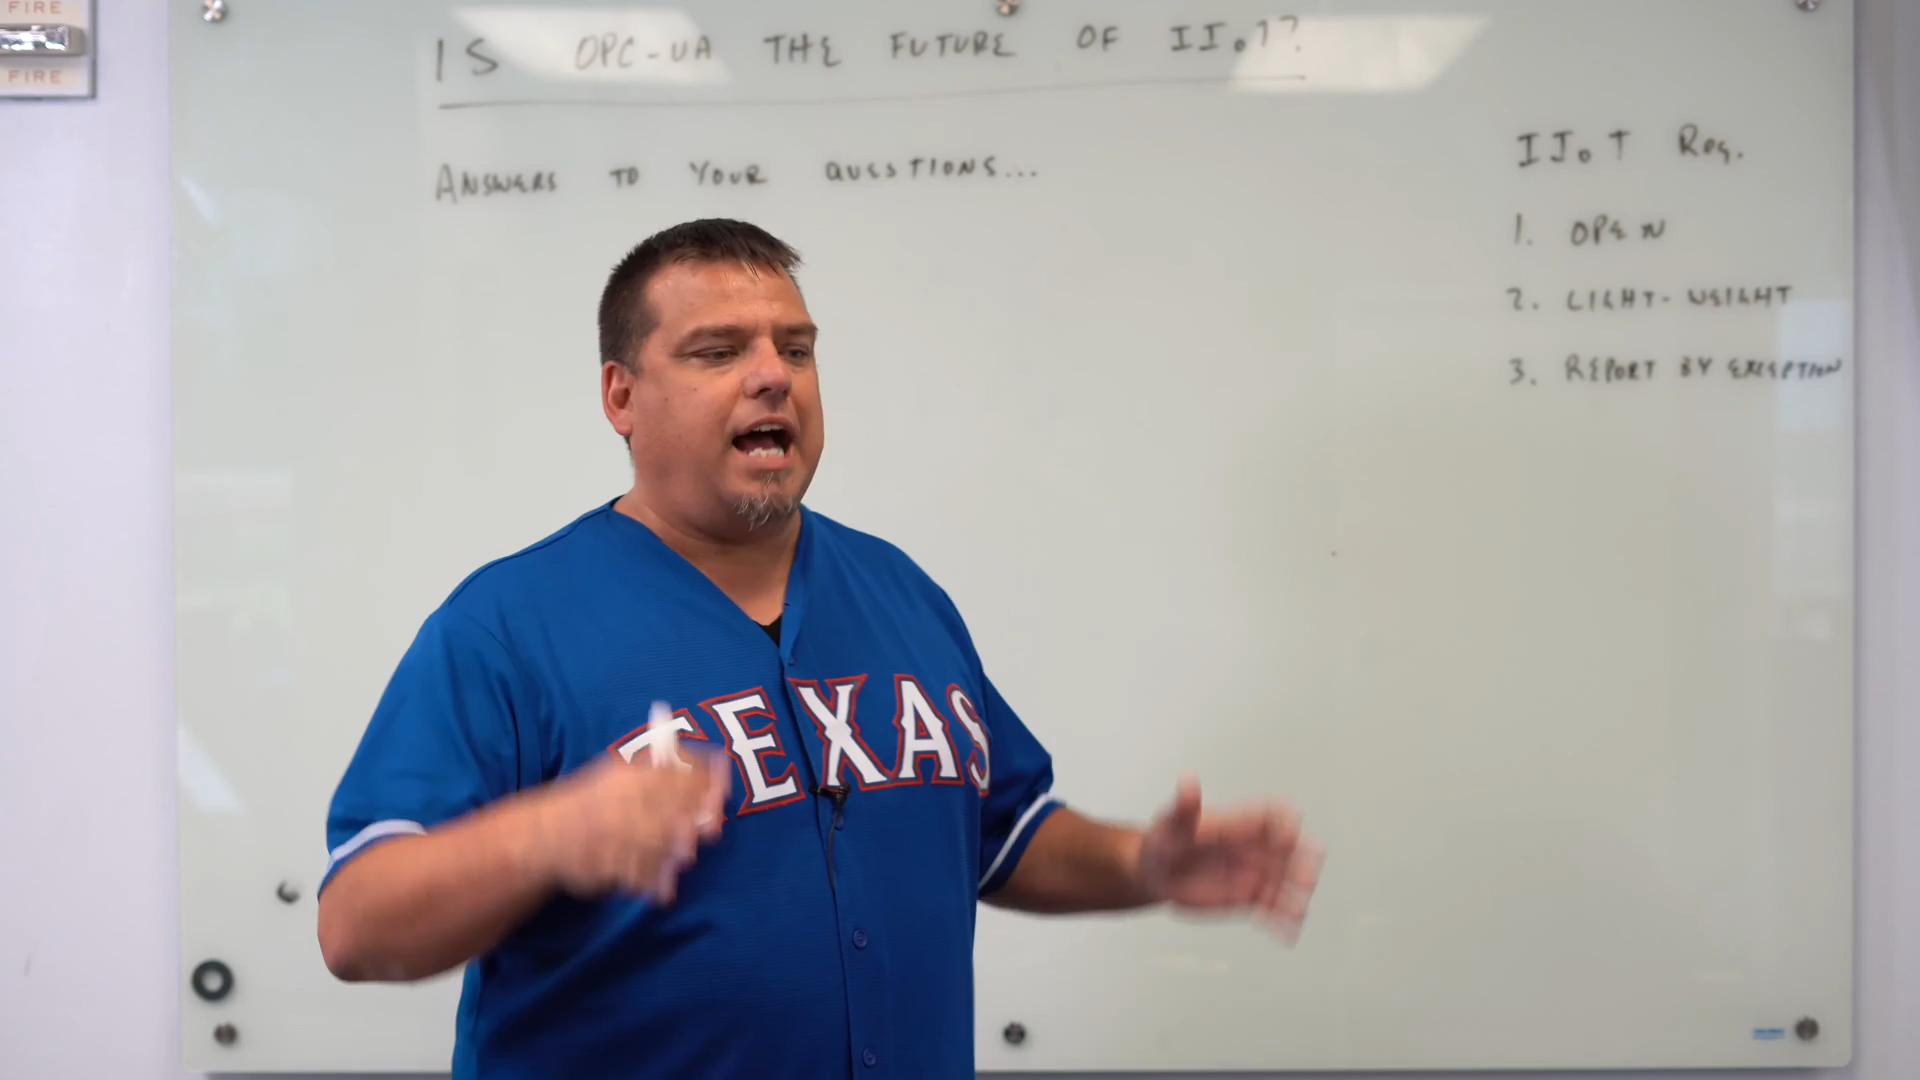 FIRE
FIRE
IS OPC-UA THE FUTURE OF IIoT?
ANSWERS TO YOUR QUESTIONS...
IIoT Req.
1. OPEN
2. LIGHT-WEIGHT
3. REPORT BY EXCEPTION
TEXAS